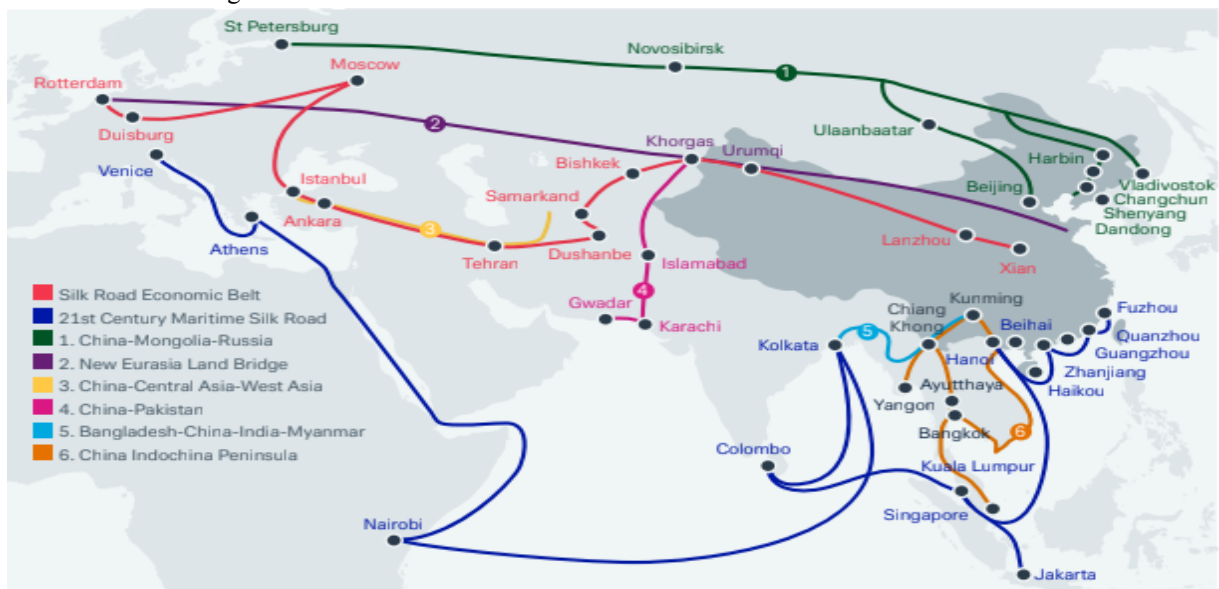 St Petersburg
Novosibirsk
1
Moscow
Rotterdam
2
Duisburg
Ulaanbaatar
Khorgas
Urumqi
Harbin
Venice
Bishkek
Istanbul
Samarkand
Beijing
Vladivostok
Changchun
Ankara
Shenyang
3
Dandong
Athens
Tehran
Dushanbe
Lanzhou
Islamabad
Xian
Silk Road Economic Belt
21st Century Maritime Silk Road
1. China-Mongolia-Russia
2. New Eurasia Land Bridge
3. China-Central Asia-West Asia
4. China-Pakistan
5. Bangladesh-China-India-Myanmar
6. China Indochina Peninsula
4
Gwadar
Karachi
Kunming
Chiang
Khong
Fuzhou
5
Beihai
Quanzhou
Kolkata
Hanoi
Guangzhou
Zhanjiang
Ayutthaya
Haikou
Yangon
Bangkok
6
Colombo
Kuala Lumpur
Singapore
Nairobi
Jakarta